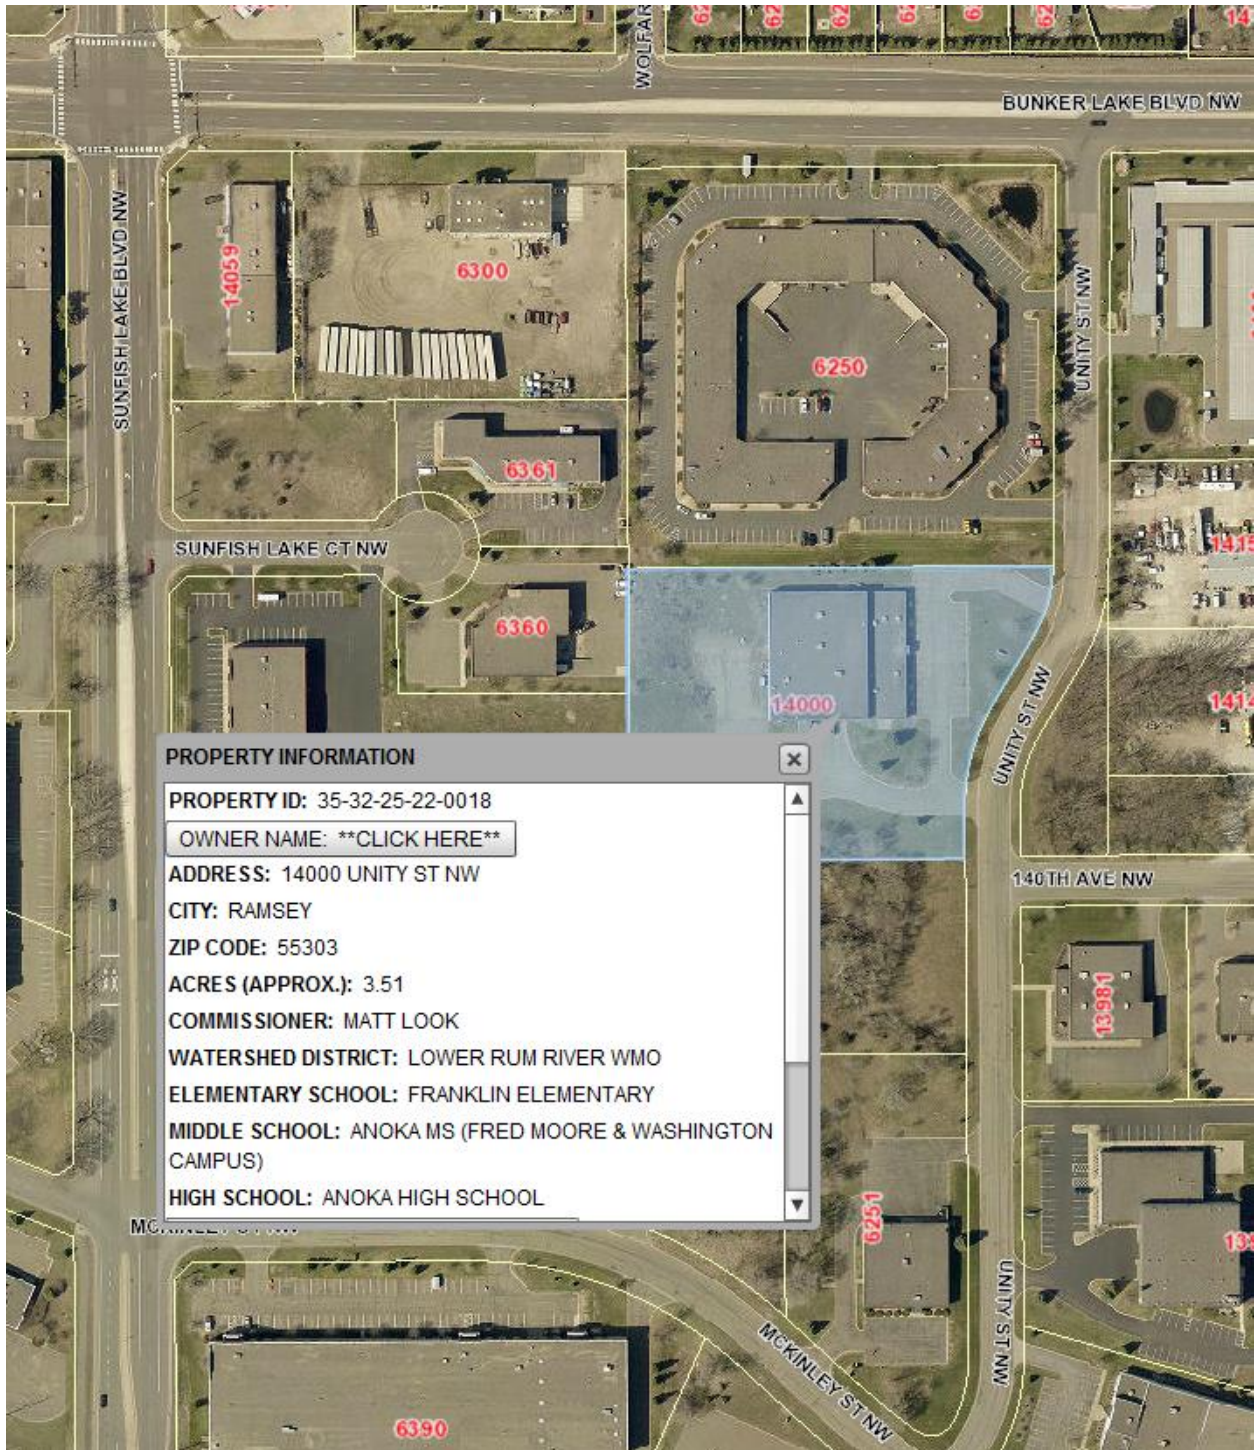 WOLFAR
BUNKER LAKE BLVD NW
SUNFISH LAKE BLVD NW
14059
6300
6250
UNITY ST NW
6361
SUNFISH LAKE CT NW
6360
14000
UNITY ST NW
PROPERTY INFORMATION
PROPERTY ID: 35-32-25-22-0018
OWNER NAME: **CLICK HERE**
ADDRESS: 14000 UNITY ST NW
CITY: RAMSEY
ZIP CODE: 55303
ACRES (APPROX.): 3.51
COMMISSIONER: MATT LOOK
WATERSHED DISTRICT: LOWER RUM RIVER WMO
ELEMENTARY SCHOOL: FRANKLIN ELEMENTARY
MIDDLE SCHOOL: ANOKA MS (FRED MOORE & WASHINGTON
CAMPUS)
HIGH SCHOOL: ANOKA HIGH SCHOOL
1415
1414
140TH AVE NW
13981
6251
UNITY ST NW
MCKINLEY ST NW
6390